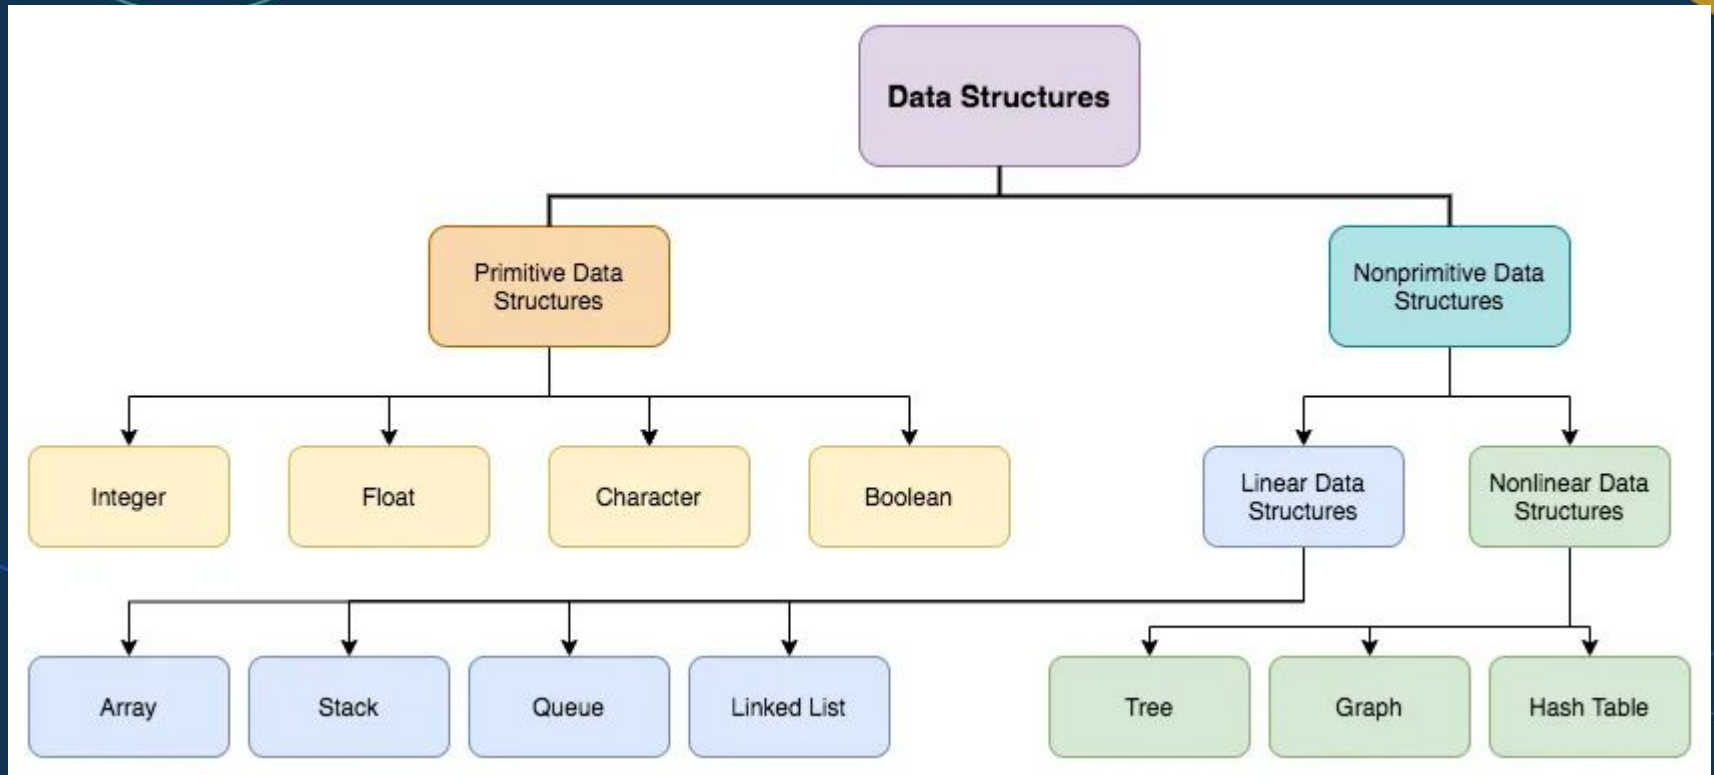 Data Structures
Primitive Data
Structures
Nonprimitive Data
Structures
Integer
Float
Character
Boolean
Linear Data
Structures
Nonlinear Data
Structures
Array
Stack
Queue
Linked List
Tree
Graph
Hash Table